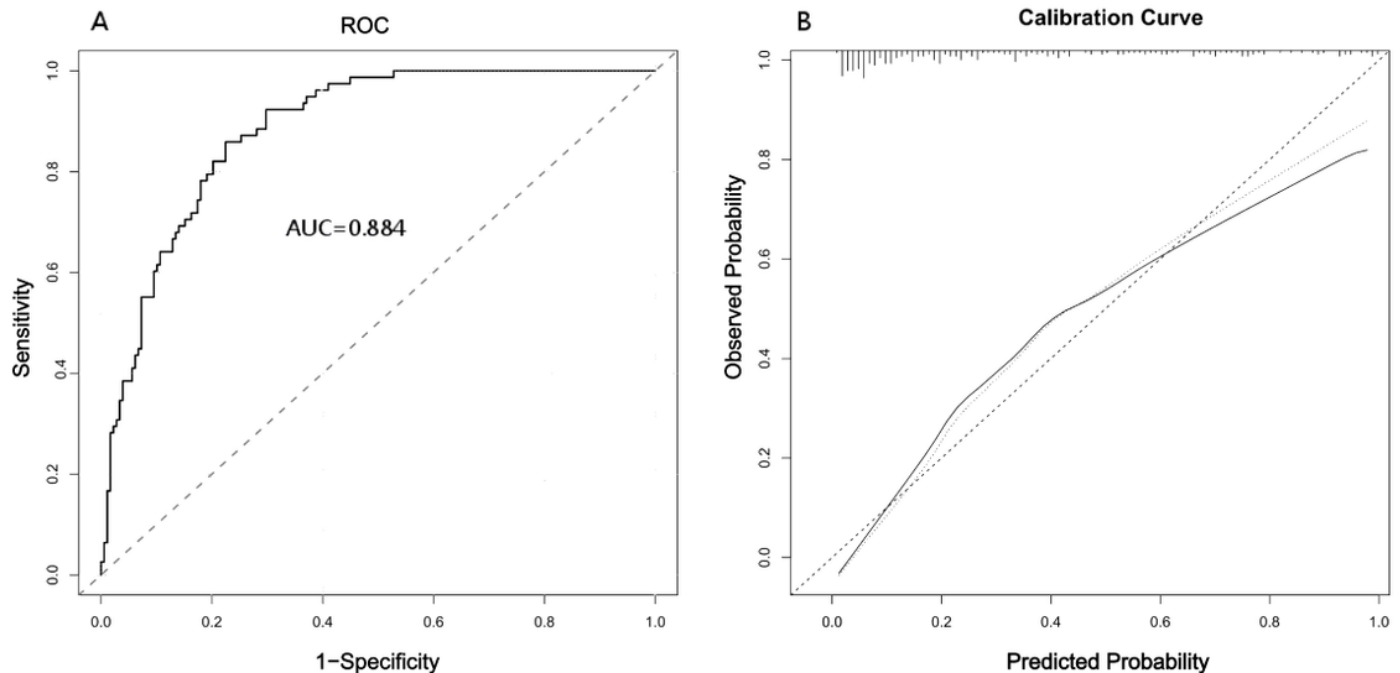 A
ROC
1.0
0.8
0.6
0.4
0.2
0.0
Sensitivity
AUC=0.884
0.0 0.2 0.4 0.6 0.8 1.0
1−Specificity
B
Calibration Curve
1.0
0.8
0.6
0.4
0.2
0.0
Observed Probability
0.0 0.2 0.4 0.6 0.8 1.0
Predicted Probability